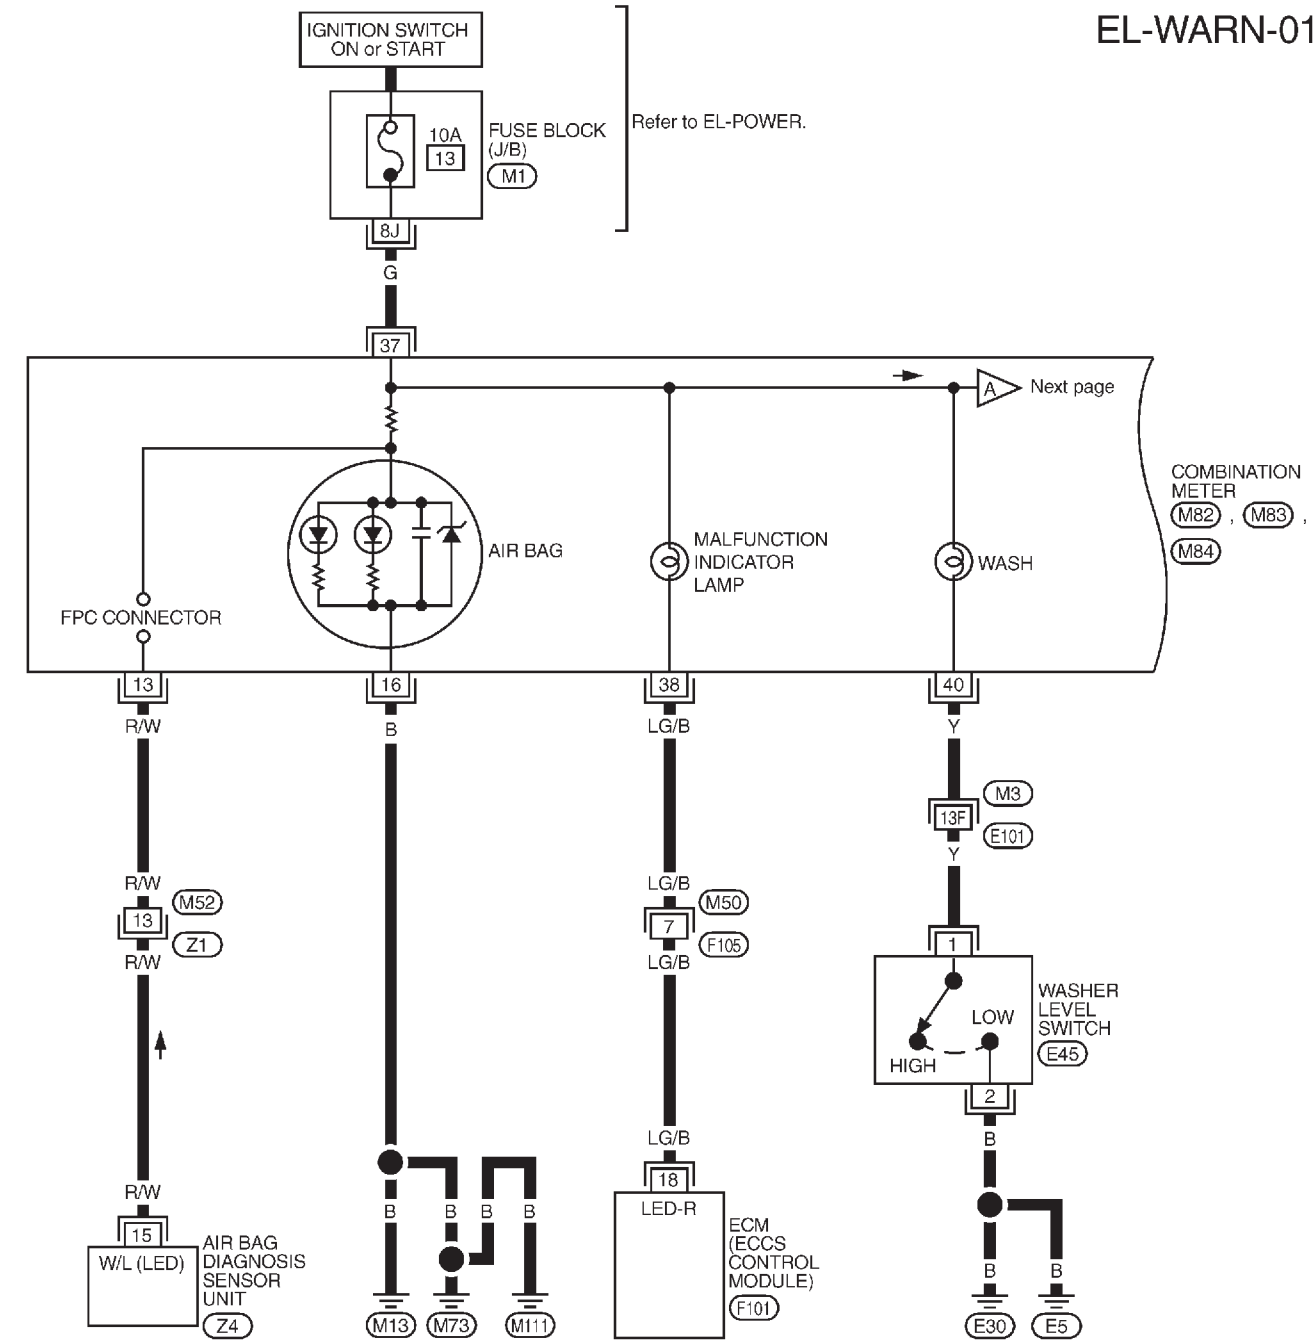 EL-WARN-01
IGNITION SWITCH
ON or START
10A
13
FUSE BLOCK
(J/B)
M1
Refer to EL-POWER.
8J
G
37
A
Next page
COMBINATION
METER
M82 , M83 ,
M84
AIR BAG
MALFUNCTION
INDICATOR
LAMP
WASH
FPC CONNECTOR
13
16
38
40
R/W
B
LG/B
Y
M3
13F
E101
Y
R/W
M52
13
Z1
R/W
LG/B
M50
7
F105
LG/B
1
WASHER
LEVEL
SWITCH
E45
LOW
HIGH
2
B
LG/B
18
LED-R
ECM
(ECCS
CONTROL
MODULE)
F101
R/W
15
W/L (LED)
AIR BAG
DIAGNOSIS
SENSOR
UNIT
Z4
B
B
B
B
M13
M73
M111
B
B
E30
E5